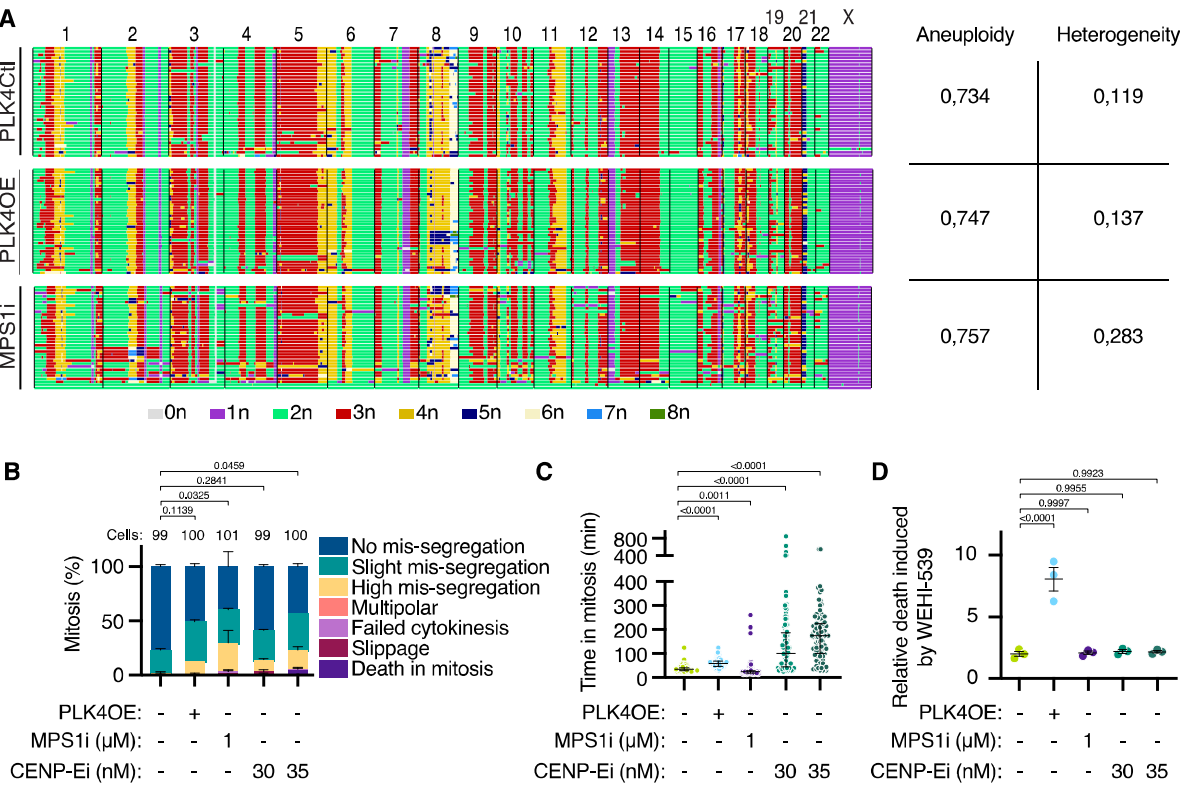 A
1 2 3 4 5 6 7 8 9 10 11 12 13 14 15 16 17 18 19 20 21 22 X
Aneuploidy Heterogeneity
PLK4Ctl
0,734 0,119
PLK4OE
0,747 0,137
MPS1i
0,757 0,283
0n 1n 2n 3n 4n 5n 6n 7n 8n
B
0.0459
0.2841
0.0325
0.1139
Cells: 99 100 101 99 100
Mitosis (%)
100
50
0
No mis-segregation
Slight mis-segregation
High mis-segregation
Multipolar
Failed cytokinesis
Slippage
Death in mitosis
PLK4OE: - + - - -
MPS1i (µM): - - 1 - -
CENP-Ei (nM): - - - 30 35
C
<0.0001
<0.0001
0.0011
<0.0001
Time in mitosis (min)
800
600
400
400
300
200
100
0
PLK4OE: - + - - -
MPS1i (µM): - - 1 - -
CENP-Ei (nM): - - - 30 35
D
0.9923
0.9955
0.9997
<0.0001
Relative death induced
by WEHI-539
10
5
0
PLK4OE: - + - - -
MPS1i (µM): - - 1 - -
CENP-Ei (nM): - - - 30 35